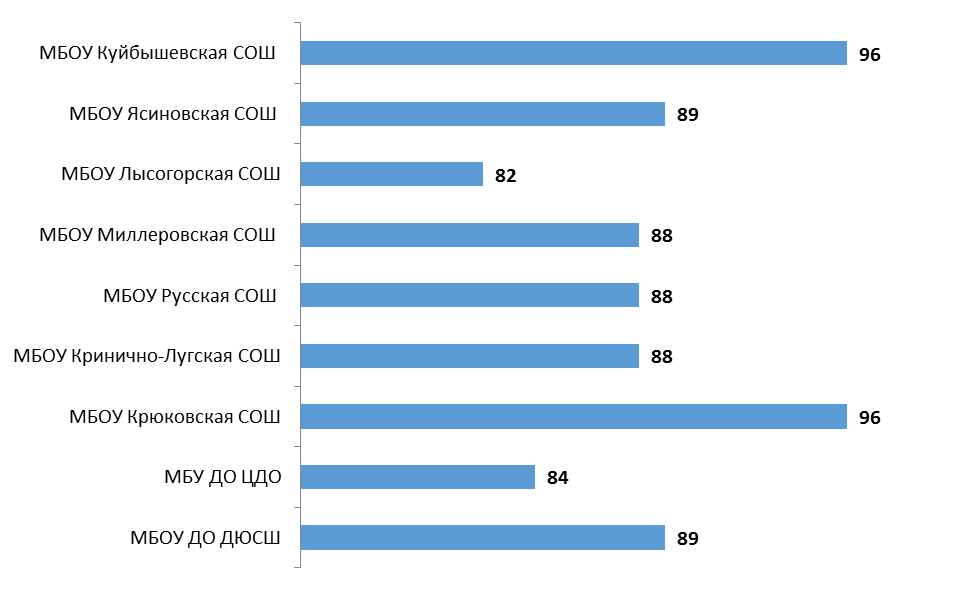 МБОУ Куйбышевская СОШ 96
МБОУ Ясиновская СОШ 89
МБОУ Лысогорская СОШ 82
МБОУ Миллеровская СОШ 88
МБОУ Русская СОШ 88
МБОУ Кринично-Лугская СОШ 88
МБОУ Крюковская СОШ 96
МБУ ДО ЦДО 84
МБОУ ДО ДЮСШ 89